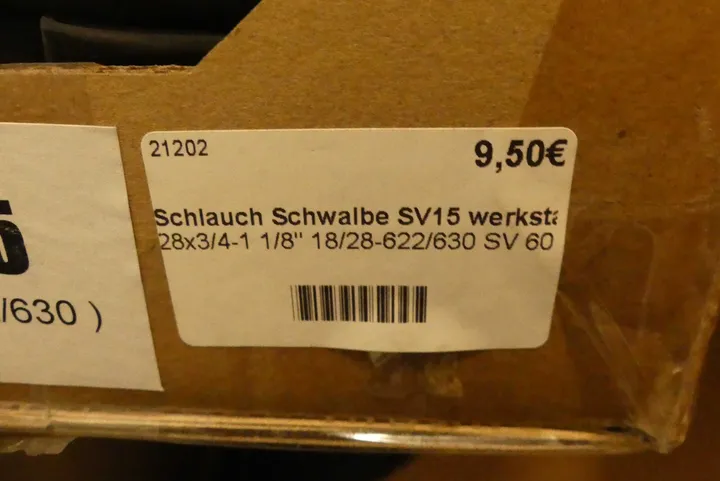 21202
9,50€
Schlauch Schwalbe SV15 werksta
28x3/4-1 1/8" 18/28-622/630 SV 60
5
/630 )